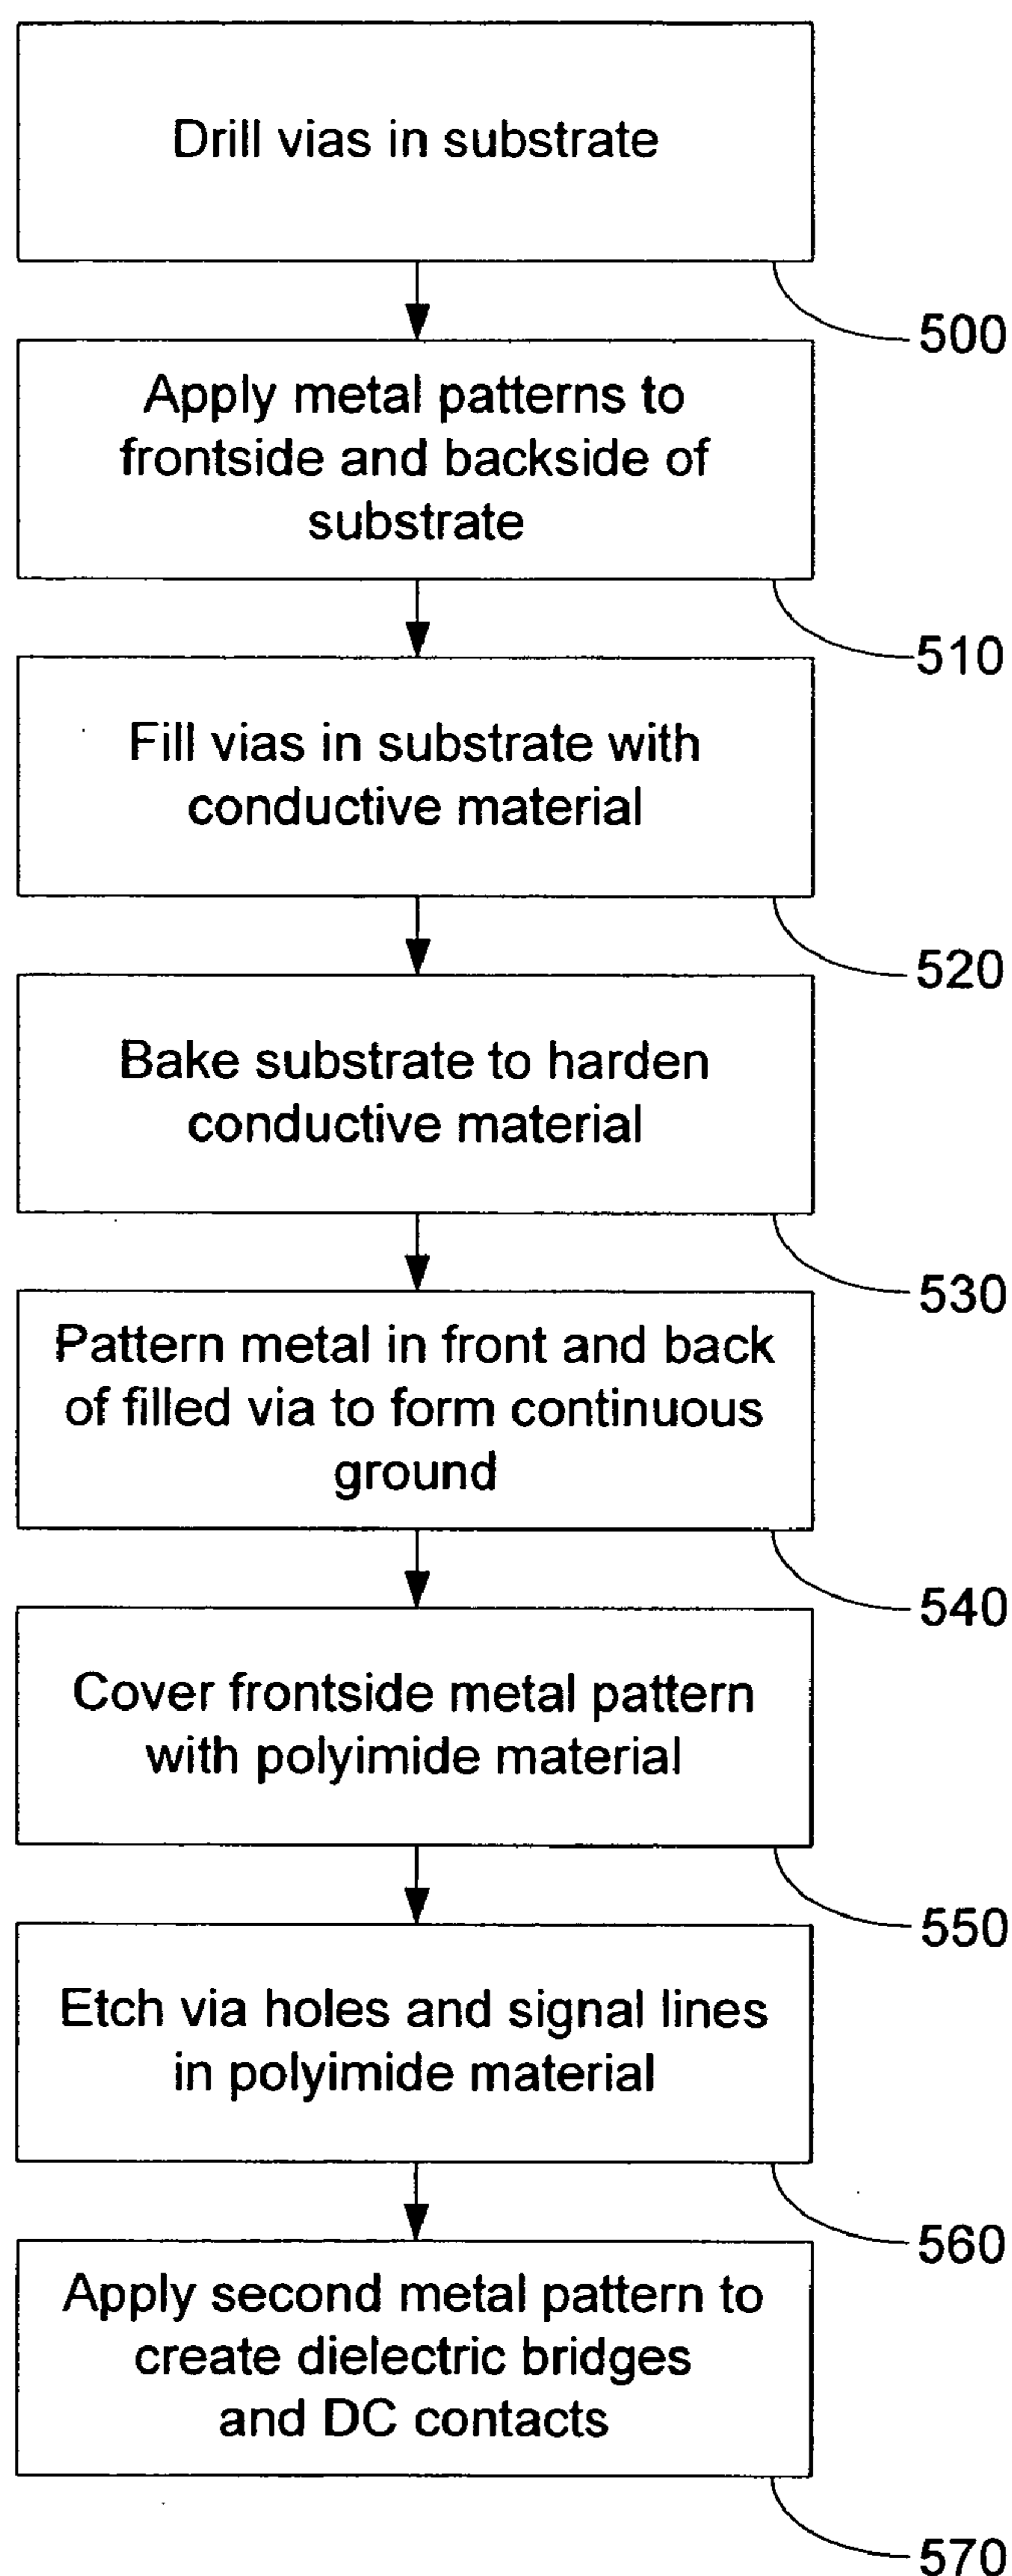 Drill vias in substrate
500
Apply metal patterns to
frontside and backside of
substrate
510
Fill vias in substrate with
conductive material
520
Bake substrate to harden
conductive material
530
Pattern metal in front and back
of filled via to form continuous
ground
540
Cover frontside metal pattern
with polyimide material
550
Etch via holes and signal lines
in polyimide material
560
Apply second metal pattern to
create dielectric bridges
and DC contacts
570